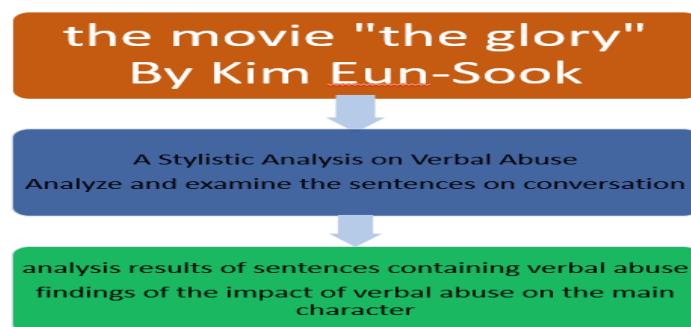 the movie "the glory"
By Kim Eun-Sook
A Stylistic Analysis on Verbal Abuse
Analyze and examine the sentences on conversation
analysis results of sentences containing verbal abuse
findings of the impact of verbal abuse on the main
character